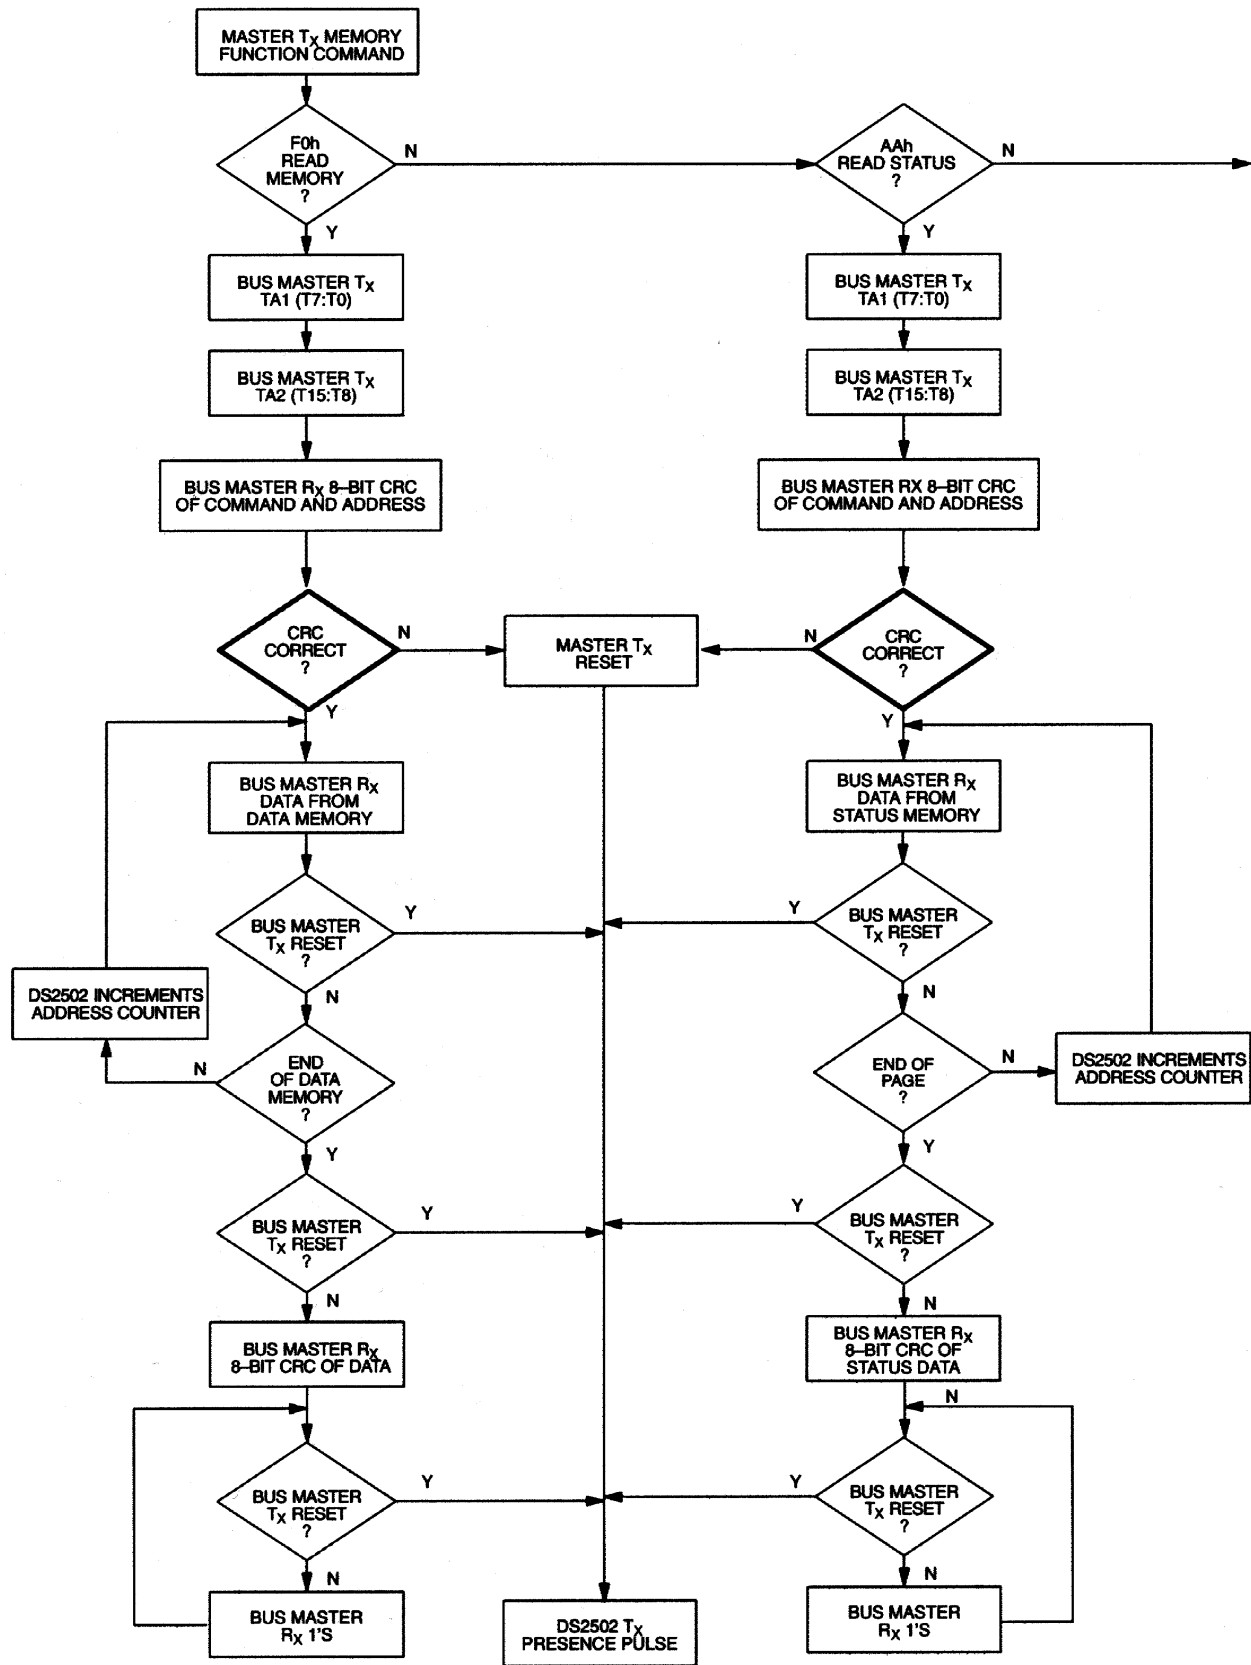 MASTER TX MEMORY
FUNCTION COMMAND
F0h
READ
MEMORY
?
N
Y
AAh
READ STATUS
?
N
Y
BUS MASTER TX
TA1 (T7:T0)
BUS MASTER TX
TA1 (T7:T0)
BUS MASTER TX
TA2 (T15:T8)
BUS MASTER TX
TA2 (T15:T8)
BUS MASTER RX 8–BIT CRC
OF COMMAND AND ADDRESS
BUS MASTER RX 8–BIT CRC
OF COMMAND AND ADDRESS
CRC
CORRECT
?
N
Y
MASTER TX
RESET
N
CRC
CORRECT
?
Y
BUS MASTER RX
DATA FROM
DATA MEMORY
BUS MASTER RX
DATA FROM
STATUS MEMORY
BUS MASTER
TX RESET
?
Y
N
Y
BUS MASTER
TX RESET
?
N
DS2502 INCREMENTS
ADDRESS COUNTER
N
END
OF DATA
MEMORY
?
Y
END OF
PAGE
?
N
Y
DS2502 INCREMENTS
ADDRESS COUNTER
BUS MASTER
TX RESET
?
Y
N
Y
BUS MASTER
TX RESET
?
N
BUS MASTER RX
8–BIT CRC OF DATA
BUS MASTER RX
8–BIT CRC OF
STATUS DATA
N
BUS MASTER
TX RESET
?
Y
N
Y
BUS MASTER
TX RESET
?
N
BUS MASTER
RX 1'S
DS2502 TX
PRESENCE PULSE
BUS MASTER
RX 1'S